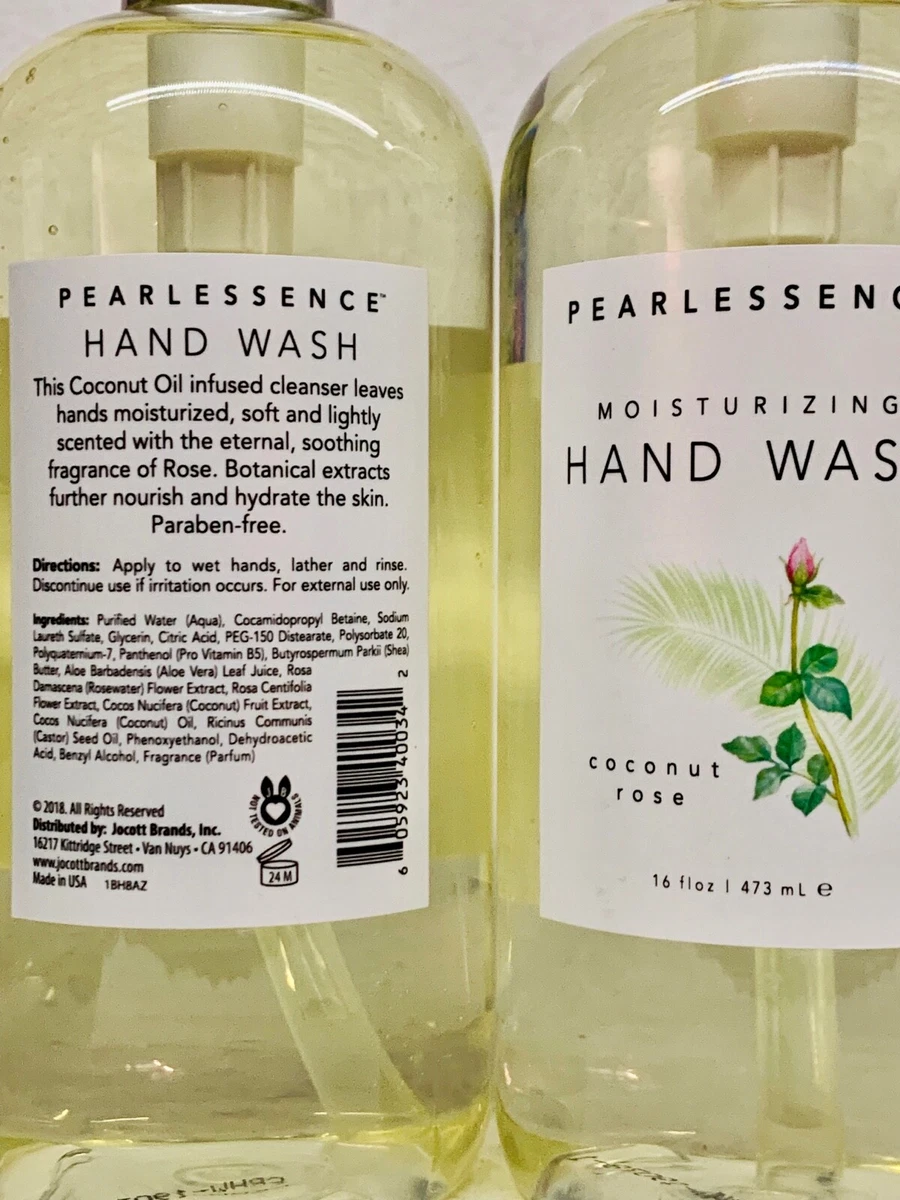 PEARLESSENCE™
HAND WASH
This Coconut Oil infused cleanser leaves
hands moisturized, soft and lightly
scented with the eternal, soothing
fragrance of Rose. Botanical extracts
further nourish and hydrate the skin.
Paraben-free.
Directions: Apply to wet hands, lather and rinse.
Discontinue use if irritation occurs. For external use only.
Ingredients: Purified Water (Aqua), Cocamidopropyl Betaine, Sodium
Laureth Sulfate, Glycerin, Citric Acid, PEG-150 Distearate, Polysorbate 20,
Polyquaternium-7, Panthenol (Pro Vitamin B5), Butyrospermum Parkii (Shea)
Butter, Aloe Barbadensis (Aloe Vera) Leaf Juice, Rosa
Damascena (Rosewater) Flower Extract, Rosa Centifolia
Flower Extract, Cocos Nucifera (Coconut) Fruit Extract,
Cocos Nucifera (Coconut) Oil, Ricinus Communis
(Castor) Seed Oil, Phenoxyethanol, Dehydroacetic
Acid, Benzyl Alcohol, Fragrance (Parfum)
6 05923 40034 2
NOT TESTED ON ANIMALS
24 M
© 2018. All Rights Reserved
Distributed by: Jocott Brands, Inc.
16217 Kittridge Street • Van Nuys • CA 91406
www.jocottbrands.com
Made in USA 1BH8AZ
PEARLESSENC
MOISTURIZING
HAND WAS
coconut
rose
16 fl oz | 473 mL ℮